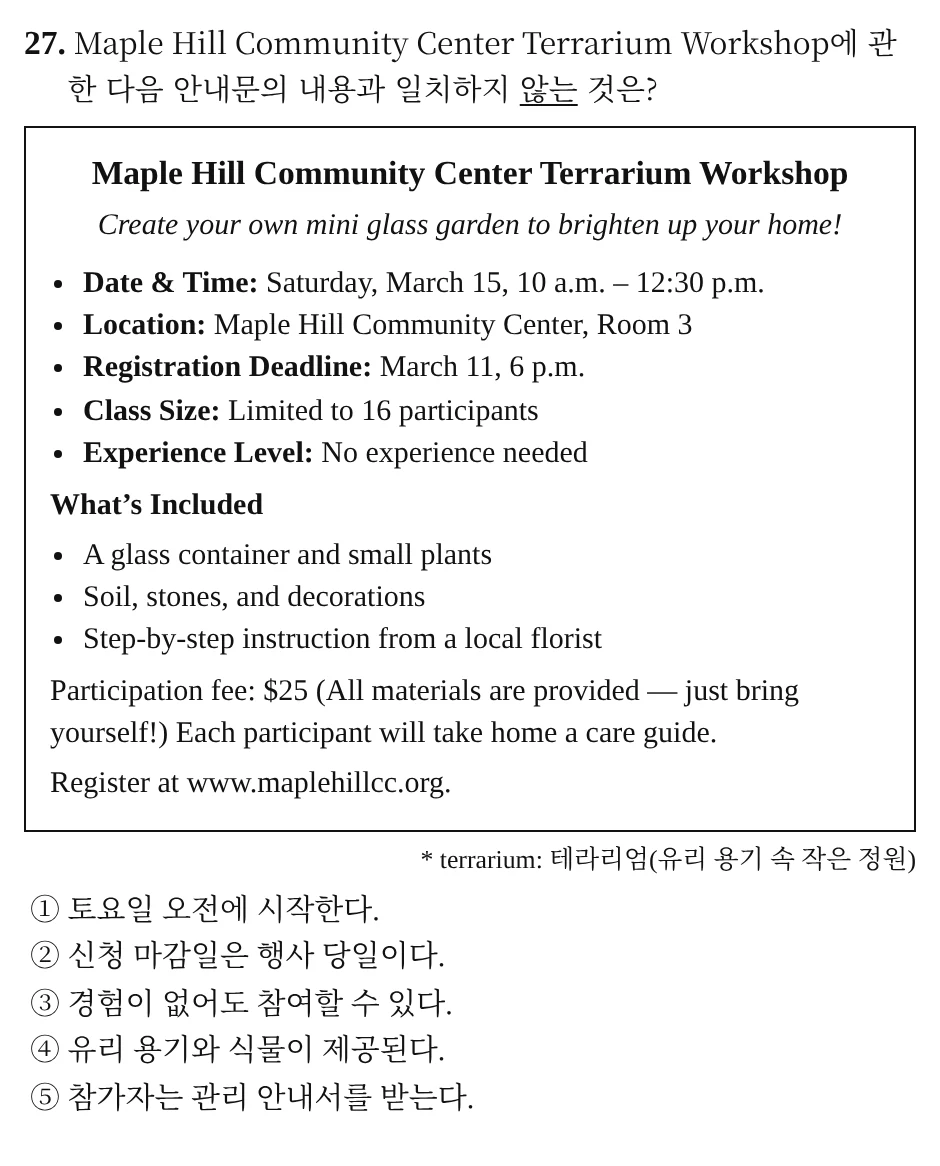 27. Maple Hill Community Center Terrarium Workshop에 관
한 다음 안내문의 내용과 일치하지 않는 것은?
Maple Hill Community Center Terrarium Workshop
Create your own mini glass garden to brighten up your home!
• Date & Time: Saturday, March 15, 10 a.m. – 12:30 p.m.
• Location: Maple Hill Community Center, Room 3
• Registration Deadline: March 11, 6 p.m.
• Class Size: Limited to 16 participants
• Experience Level: No experience needed
What’s Included
• A glass container and small plants
• Soil, stones, and decorations
• Step-by-step instruction from a local florist
Participation fee: $25 (All materials are provided — just bring
yourself!) Each participant will take home a care guide.
Register at www.maplehillcc.org.
* terrarium: 테라리엄(유리 용기 속 작은 정원)
① 토요일 오전에 시작한다.
② 신청 마감일은 행사 당일이다.
③ 경험이 없어도 참여할 수 있다.
④ 유리 용기와 식물이 제공된다.
⑤ 참가자는 관리 안내서를 받는다.